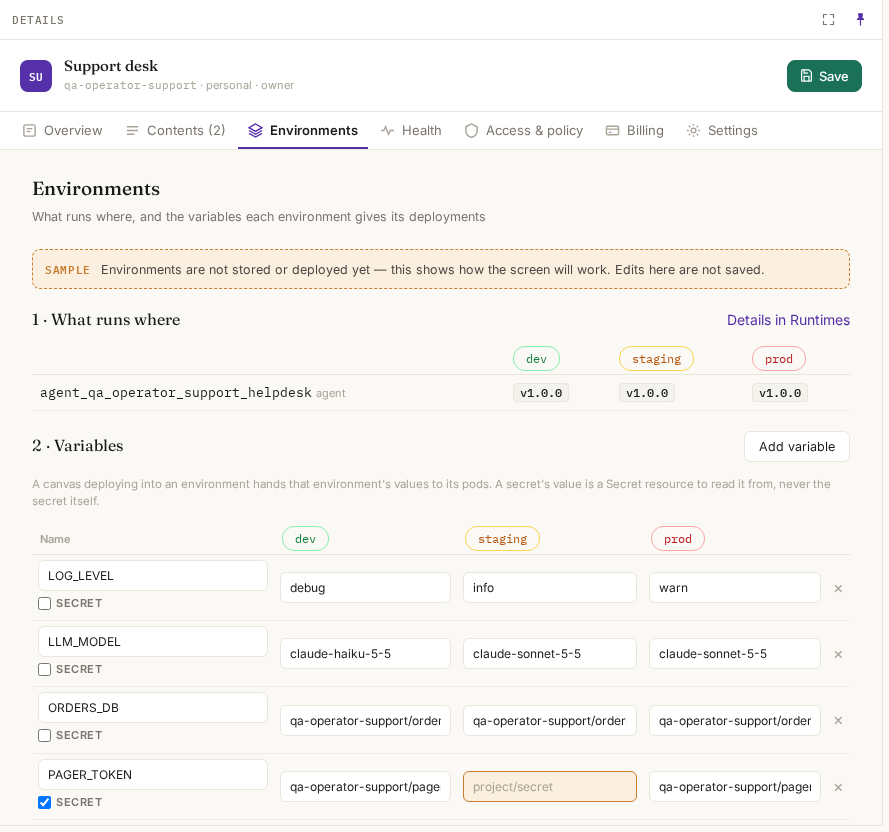 DETAILS
SU
Support desk
qa-operator-support · personal · owner
Save
Overview
Contents (2)
Environments
Health
Access & policy
Billing
Settings
Environments
What runs where, and the variables each environment gives its deployments
SAMPLE Environments are not stored or deployed yet — this shows how the screen will work. Edits here are not saved.
1 · What runs where
Details in Runtimes
dev staging prod
agent_qa_operator_support_helpdesk agent v1.0.0 v1.0.0 v1.0.0
2 · Variables
Add variable
A canvas deploying into an environment hands that environment's values to its pods. A secret's value is a Secret resource to read it from, never the
secret itself.
Name dev staging prod
LOG_LEVEL
SECRET
debug info warn ×
LLM_MODEL
SECRET
claude-haiku-5-5 claude-sonnet-5-5 claude-sonnet-5-5 ×
ORDERS_DB
SECRET
qa-operator-support/order qa-operator-support/order qa-operator-support/order ×
PAGER_TOKEN
SECRET
qa-operator-support/page project/secret qa-operator-support/pager ×